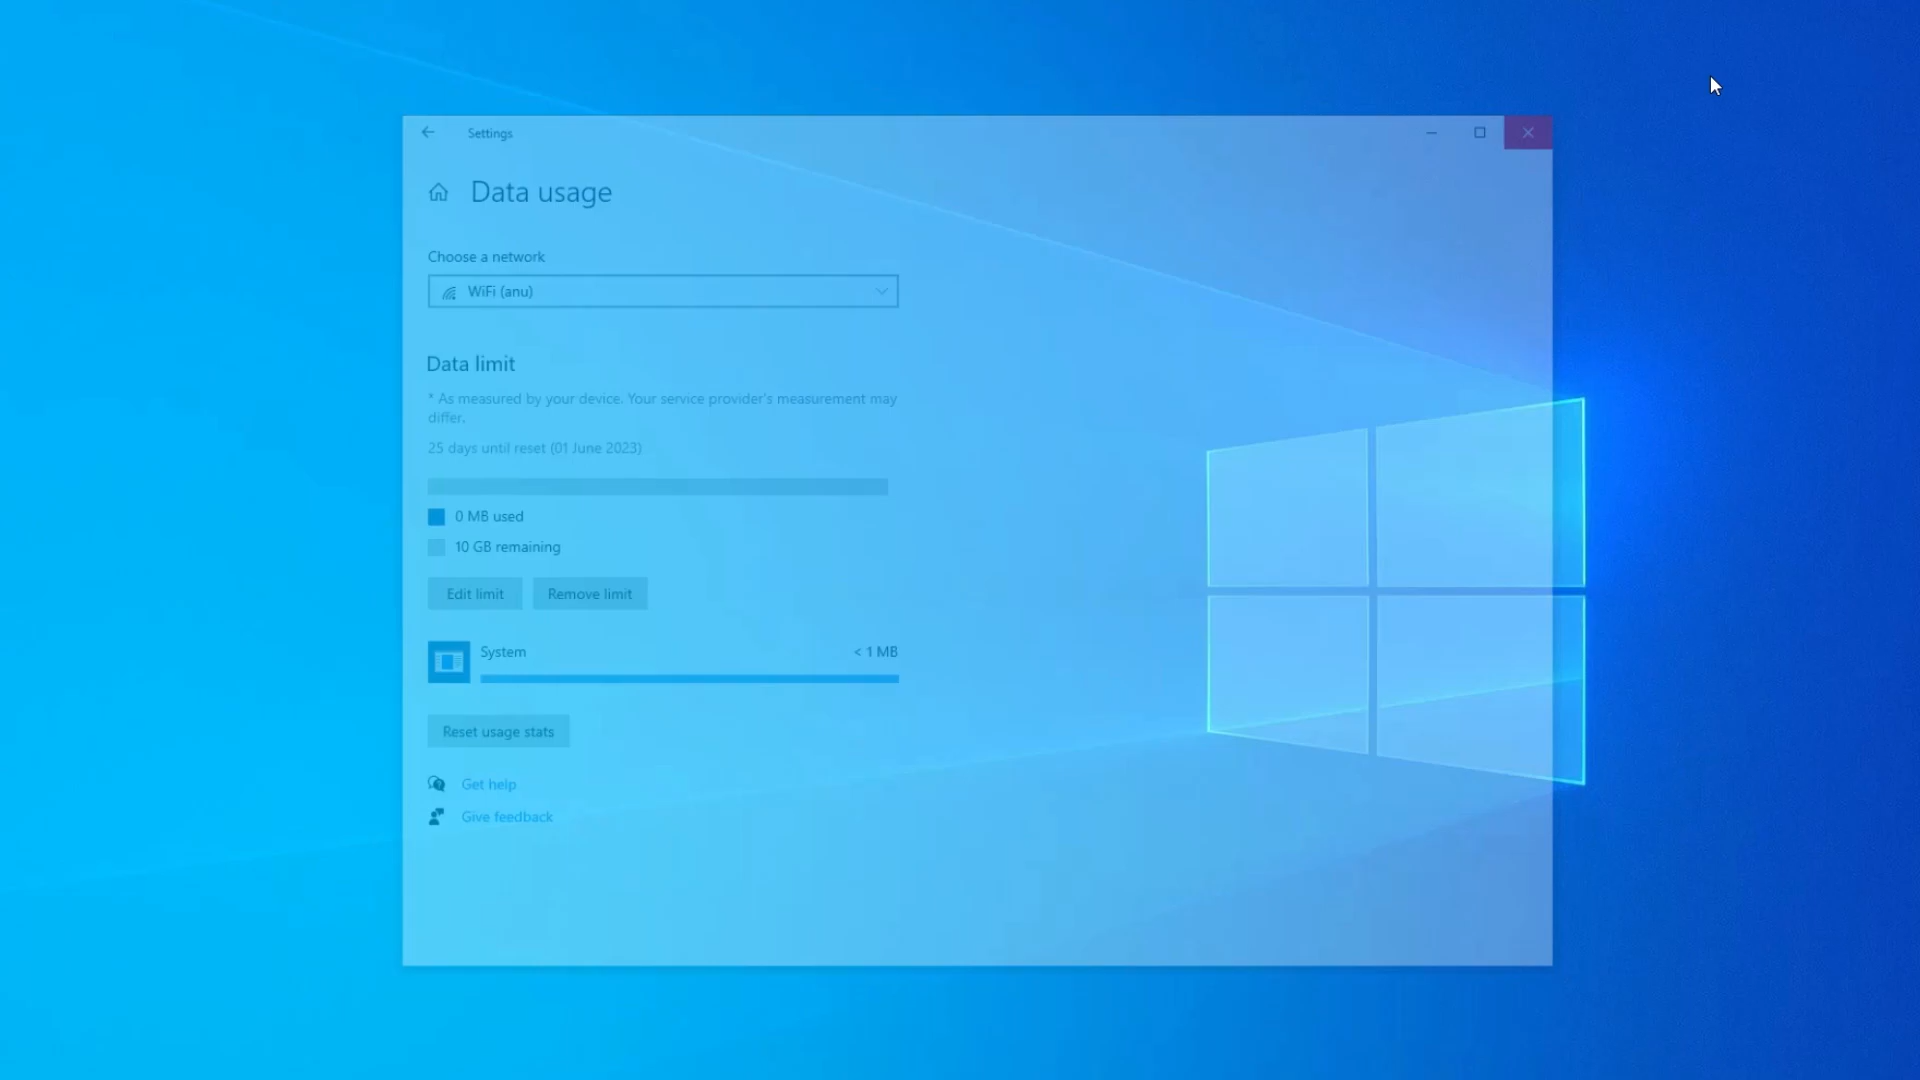 Settings
Data usage
Choose a network
WiFi (anu)
Data limit
* As measured by your device. Your service provider's measurement may
differ.
25 days until reset (01 June 2023)
0 MB used
10 GB remaining
Edit limit Remove limit
System < 1 MB
Reset usage stats
Get help
Give feedback